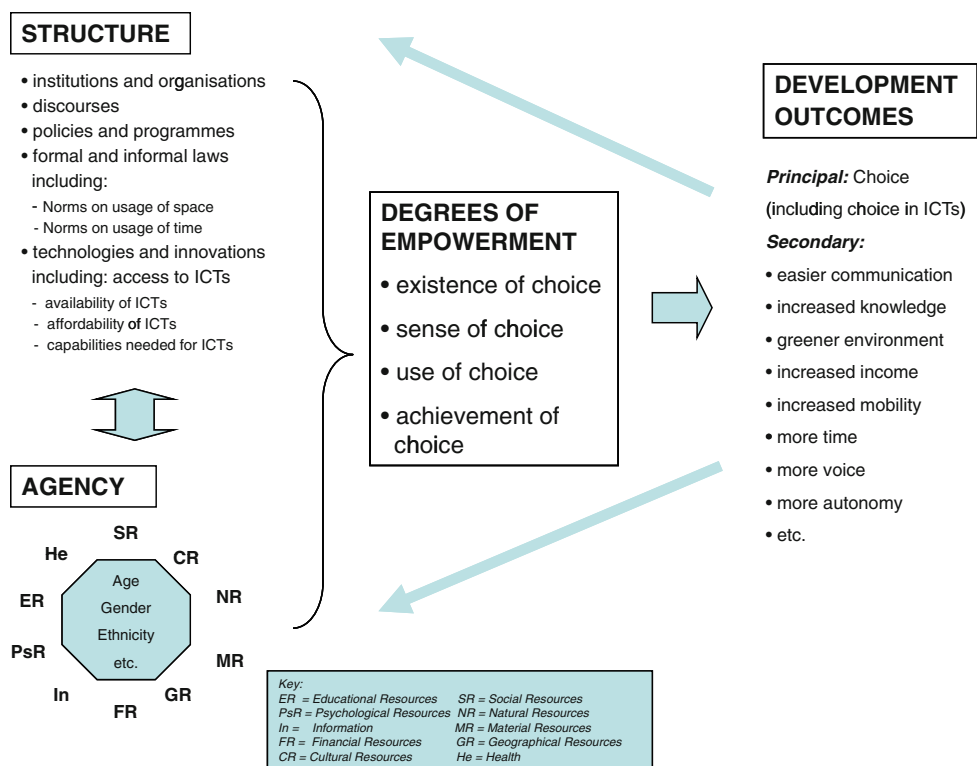 STRUCTURE
• institutions and organisations
• discourses
• policies and programmes
• formal and informal laws
including:
- Norms on usage of space
- Norms on usage of time
• technologies and innovations
including: access to ICTs
- availability of ICTs
- affordability of ICTs
- capabilities needed for ICTs
AGENCY
SR
He
CR
ER
NR
PsR
MR
In
GR
FR
Age
Gender
Ethnicity
etc.
DEGREES OF
EMPOWERMENT
• existence of choice
• sense of choice
• use of choice
• achievement of
choice
DEVELOPMENT
OUTCOMES
Principal: Choice
(including choice in ICTs)
Secondary:
• easier communication
• increased knowledge
• greener environment
• increased income
• increased mobility
• more time
• more voice
• more autonomy
• etc.
Key:
ER = Educational Resources SR = Social Resources
PsR = Psychological Resources NR = Natural Resources
In = Information MR = Material Resources
FR = Financial Resources GR = Geographical Resources
CR = Cultural Resources He = Health